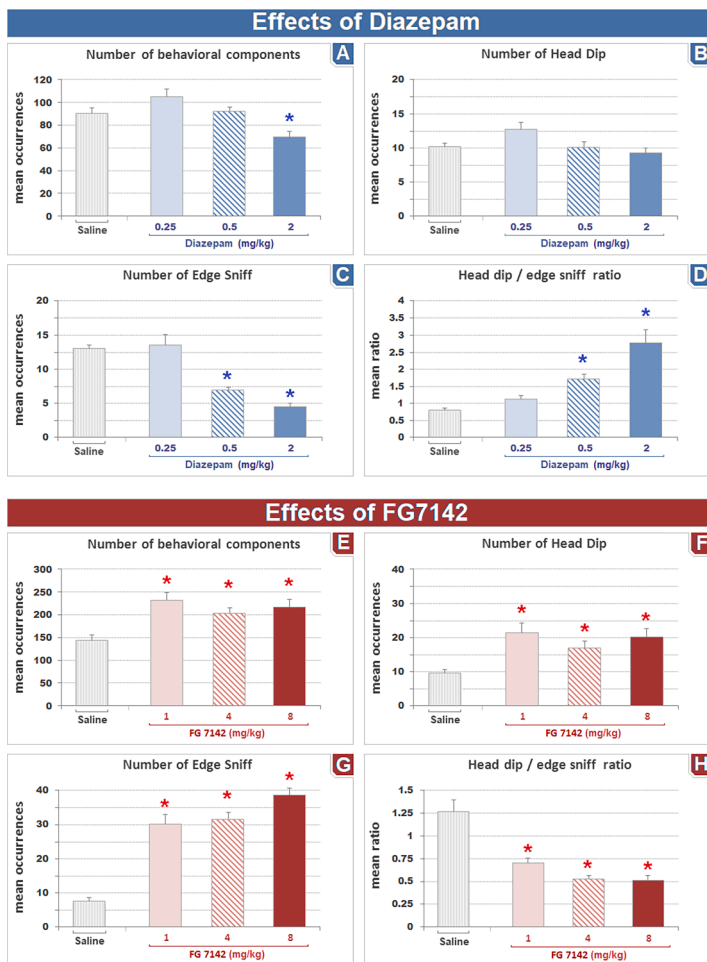 Effects of Diazepam
Number of behavioral components
A
mean occurrences
120
100
80
60
40
20
0
*
Saline
0.25
0.5
2
Diazepam (mg/kg)
Number of Head Dip
B
mean occurrences
20
15
10
5
0
Saline
0.25
0.5
2
Diazepam (mg/kg)
Number of Edge Sniff
C
mean occurrences
20
15
10
5
0
*
*
Saline
0.25
0.5
2
Diazepam (mg/kg)
Head dip / edge sniff ratio
D
mean ratio
4
3.5
3
2.5
2
1.5
1
0.5
0
*
*
Saline
0.25
0.5
2
Diazepam (mg/kg)
Effects of FG7142
Number of behavioral components
E
mean occurrences
300
250
200
150
100
50
0
*
*
*
Saline
1
4
8
FG 7142 (mg/kg)
Number of Head Dip
F
mean occurrences
40
30
20
10
0
*
*
*
Saline
1
4
8
FG 7142 (mg/kg)
Number of Edge Sniff
G
mean occurrences
40
30
20
10
0
*
*
*
Saline
1
4
8
FG 7142 (mg/kg)
Head dip / edge sniff ratio
H
mean ratio
1.5
1.25
1
0.75
0.5
0.25
0
*
*
*
Saline
1
4
8
FG 7142 (mg/kg)